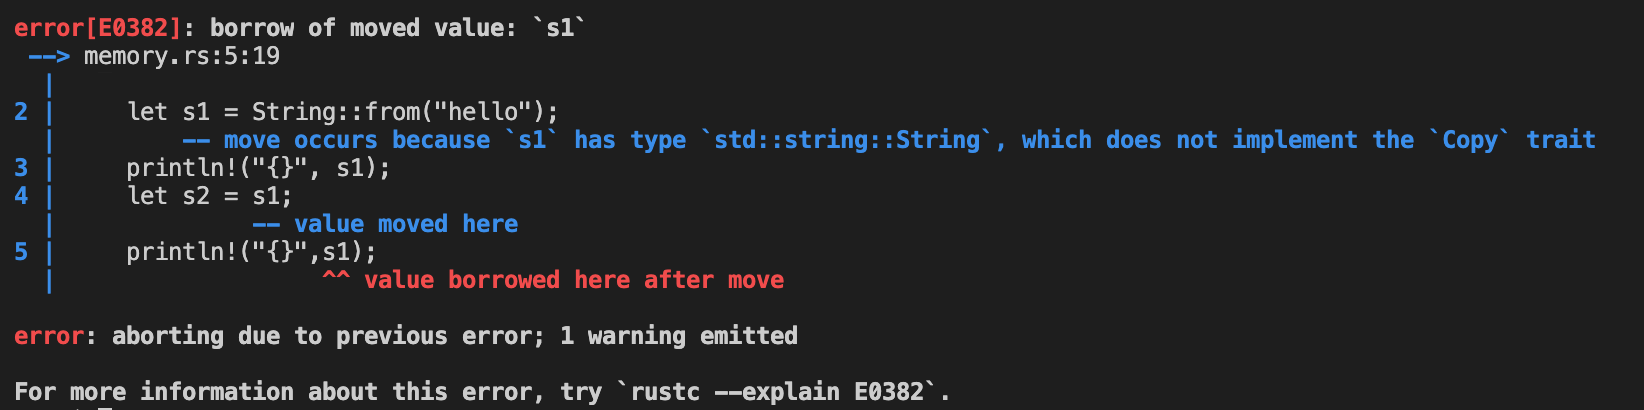 error[E0382]: borrow of moved value: `s1`
 --> memory.rs:5:19
  |
2 |     let s1 = String::from("hello");
  |         -- move occurs because `s1` has type `std::string::String`, which does not implement the `Copy` trait
3 |     println!("{}", s1);
4 |     let s2 = s1;
  |              -- value moved here
5 |     println!("{}",s1);
  |                   ^^ value borrowed here after move
error: aborting due to previous error; 1 warning emitted
For more information about this error, try `rustc --explain E0382`.